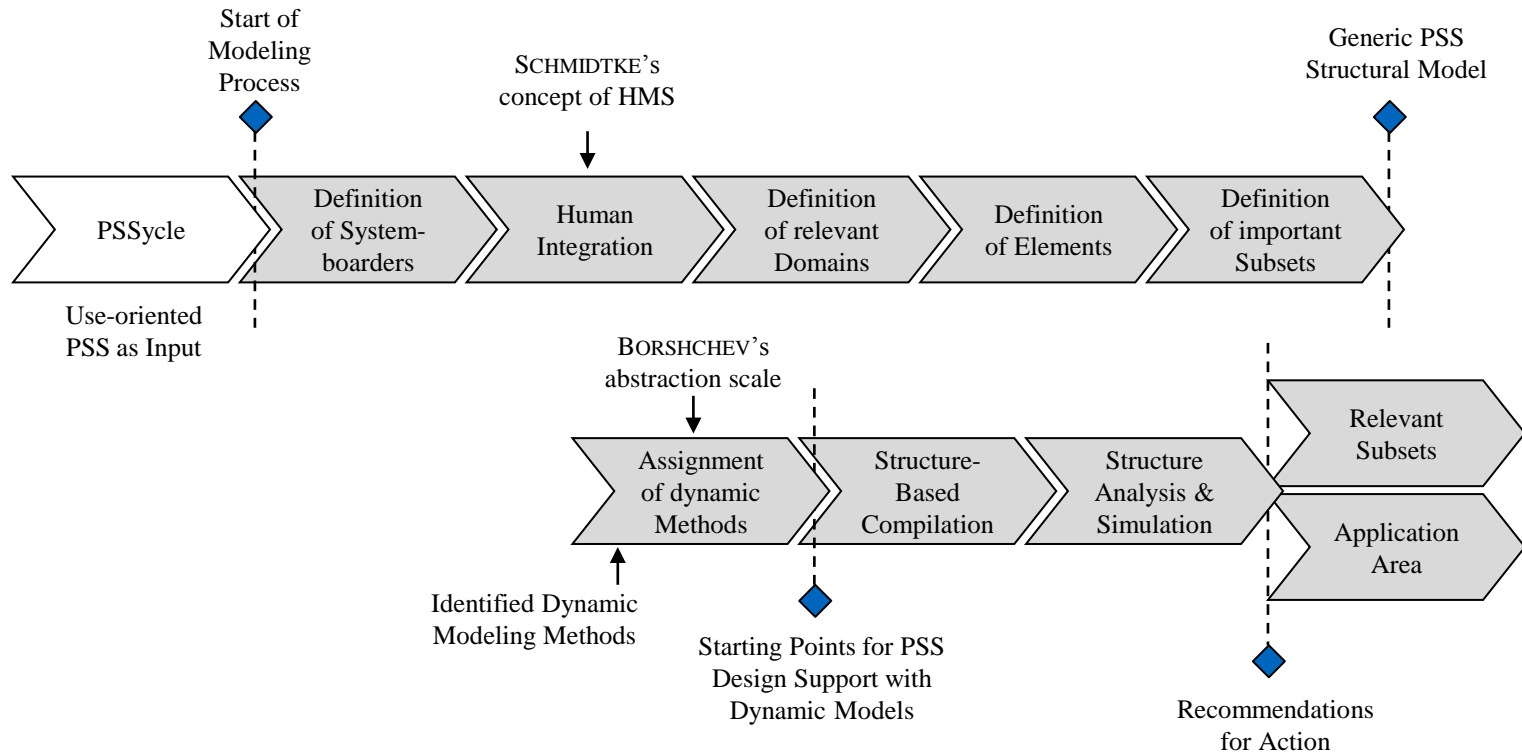 Start of
Modeling
Process
SCHMIDTKE's
concept of HMS
Generic PSS
Structural Model
PSSycle
Definition
of System-
boarders
Human
Integration
Definition
of relevant
Domains
Definition
of Elements
Definition
of important
Subsets
Use-oriented
PSS as Input
BORSHCHEV's
abstraction scale
Assignment
of dynamic
Methods
Structure-
Based
Compilation
Structure
Analysis &
Simulation
Relevant
Subsets
Application
Area
Identified Dynamic
Modeling Methods
Starting Points for PSS
Design Support with
Dynamic Models
Recommendations
for Action